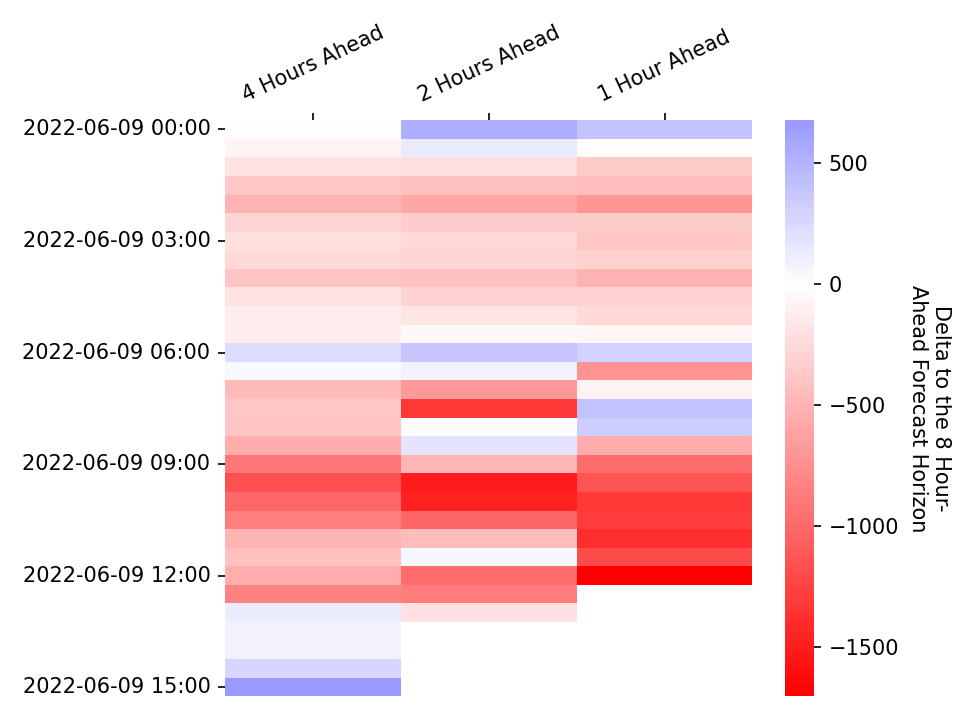 4 Hours Ahead
2 Hours Ahead
1 Hour Ahead
2022-06-09 00:00
2022-06-09 03:00
2022-06-09 06:00
2022-06-09 09:00
2022-06-09 12:00
2022-06-09 15:00
500
0
−500
−1000
−1500
Delta to the 8 Hour-
Ahead Forecast Horizon